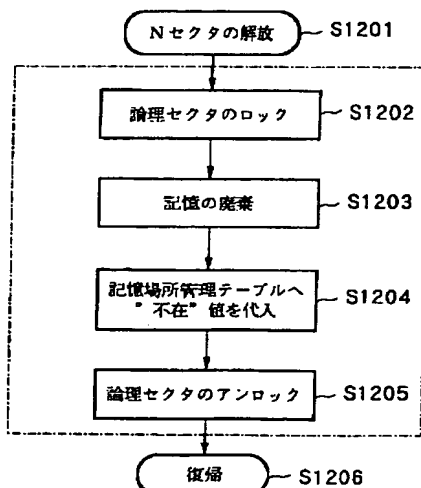 Nセクタの解放
S1201
論理セクタのロック
S1202
記憶の廃棄
S1203
記憶場所管理テーブルへ
"不在"値を代入
S1204
論理セクタのアンロック
S1205
復帰
S1206